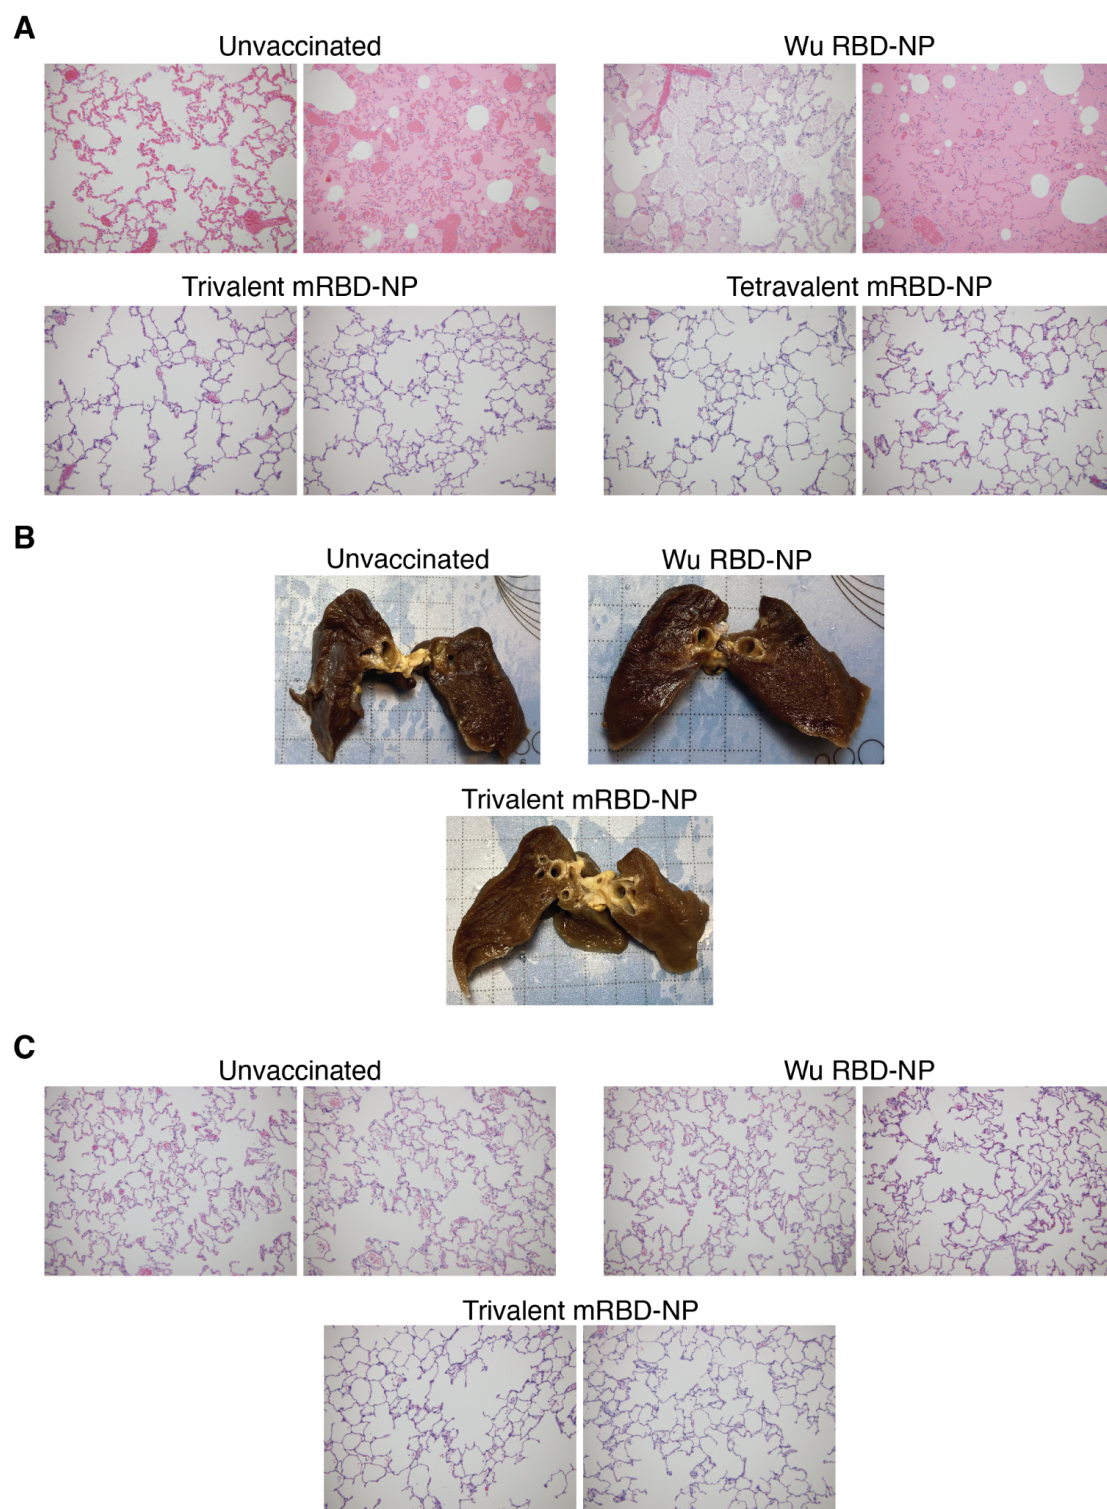 A
Unvaccinated
Wu RBD-NP
Trivalent mRBD-NP
Tetravalent mRBD-NP
B
Unvaccinated
Wu RBD-NP
Trivalent mRBD-NP
C
Unvaccinated
Wu RBD-NP
Trivalent mRBD-NP